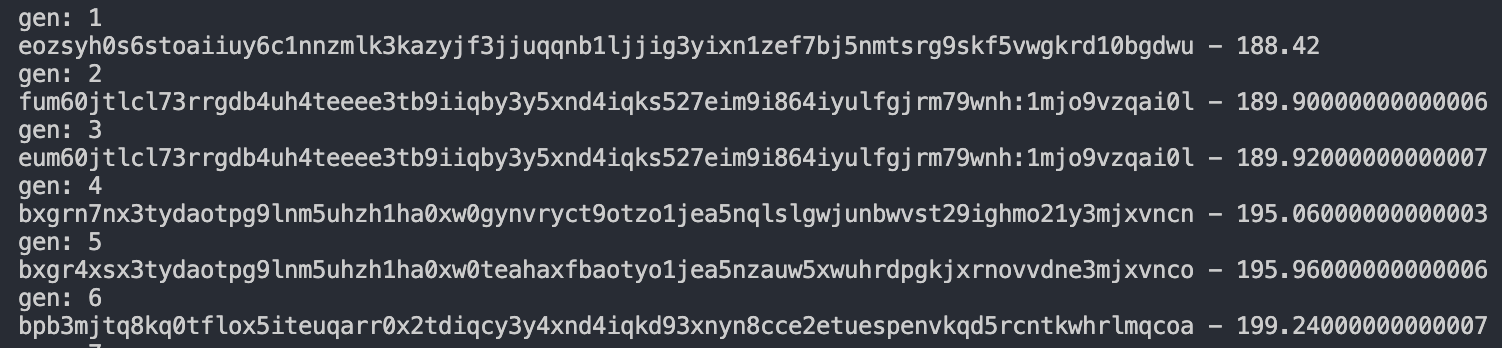 gen: 1
eozsyh0s6stoaiiuy6c1nnzmlk3kazyjf3jjuqqnb1ljjig3yixn1zef7bj5nmtsrg9skf5vwgkrd10bgdwu – 188.42
gen: 2
fum60jtlcl73rrgdb4uh4teeee3tb9iiqby3y5xnd4iqks527eim9i864iyulfgjrm79wnh:1mjo9vzqai0l – 189.90000000000006
gen: 3
eum60jtlcl73rrgdb4uh4teeee3tb9iiqby3y5xnd4iqks527eim9i864iyulfgjrm79wnh:1mjo9vzqai0l – 189.92000000000007
gen: 4
bxgrn7nx3tydaotpg9lnm5uhzh1ha0xw0gynvryct9otzo1jea5nqlslgwjunbwvst29ighmo21y3mjxvncn – 195.06000000000003
gen: 5
bxgr4xsx3tydaotpg9lnm5uhzh1ha0xw0teahaxfbaotyo1jea5nzauw5xwuhrdpgkjxrnovvdne3mjxvnco – 195.96000000000006
gen: 6
bpb3mjtq8kq0tflox5iteuqarr0x2tdiqcy3y4xnd4iqkd93xnyn8cce2etuespenvkqd5rcntkwhrlmqcoa – 199.24000000000007